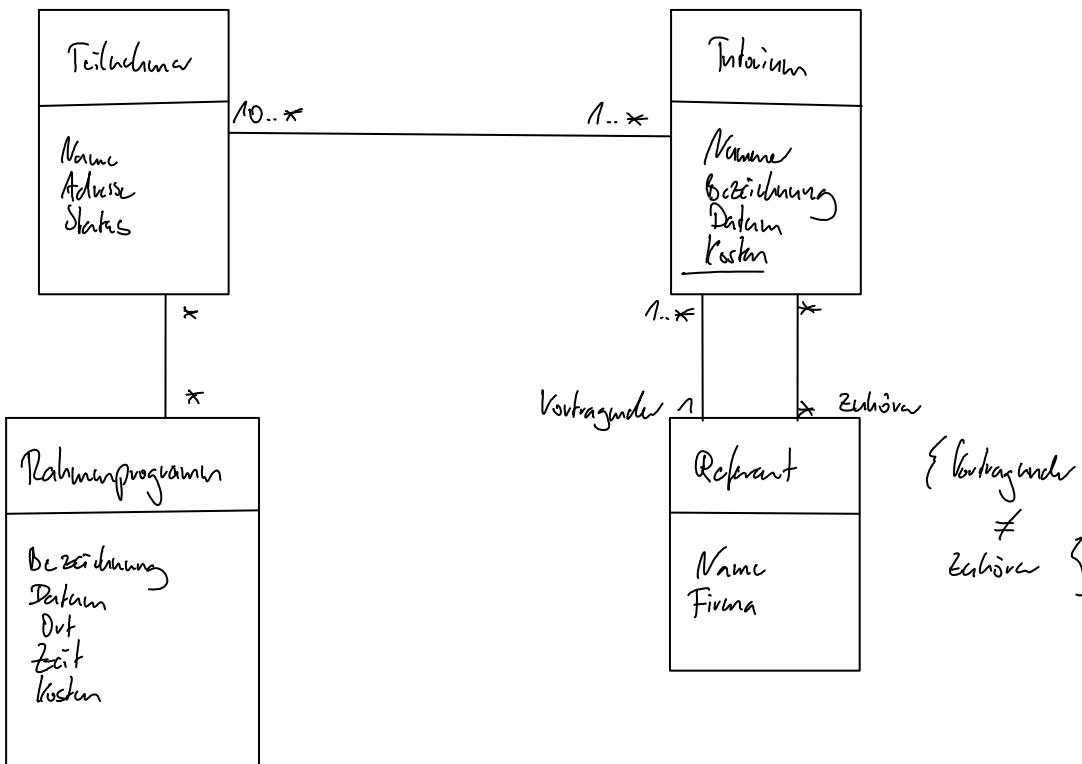 Teilnehmer
Tutorium
10..*
1..*
Name
Adresse
Status
Nummer
Bezeichnung
Datum
Kosten
*
*
1..*
*
Vortragender 1
* Zuhörer
Rahmenprogramm
Bezeichnung
Datum
Ort
Zeit
Kosten
Referent
Name
Firma
{ Vortragender
≠
Zuhörer }